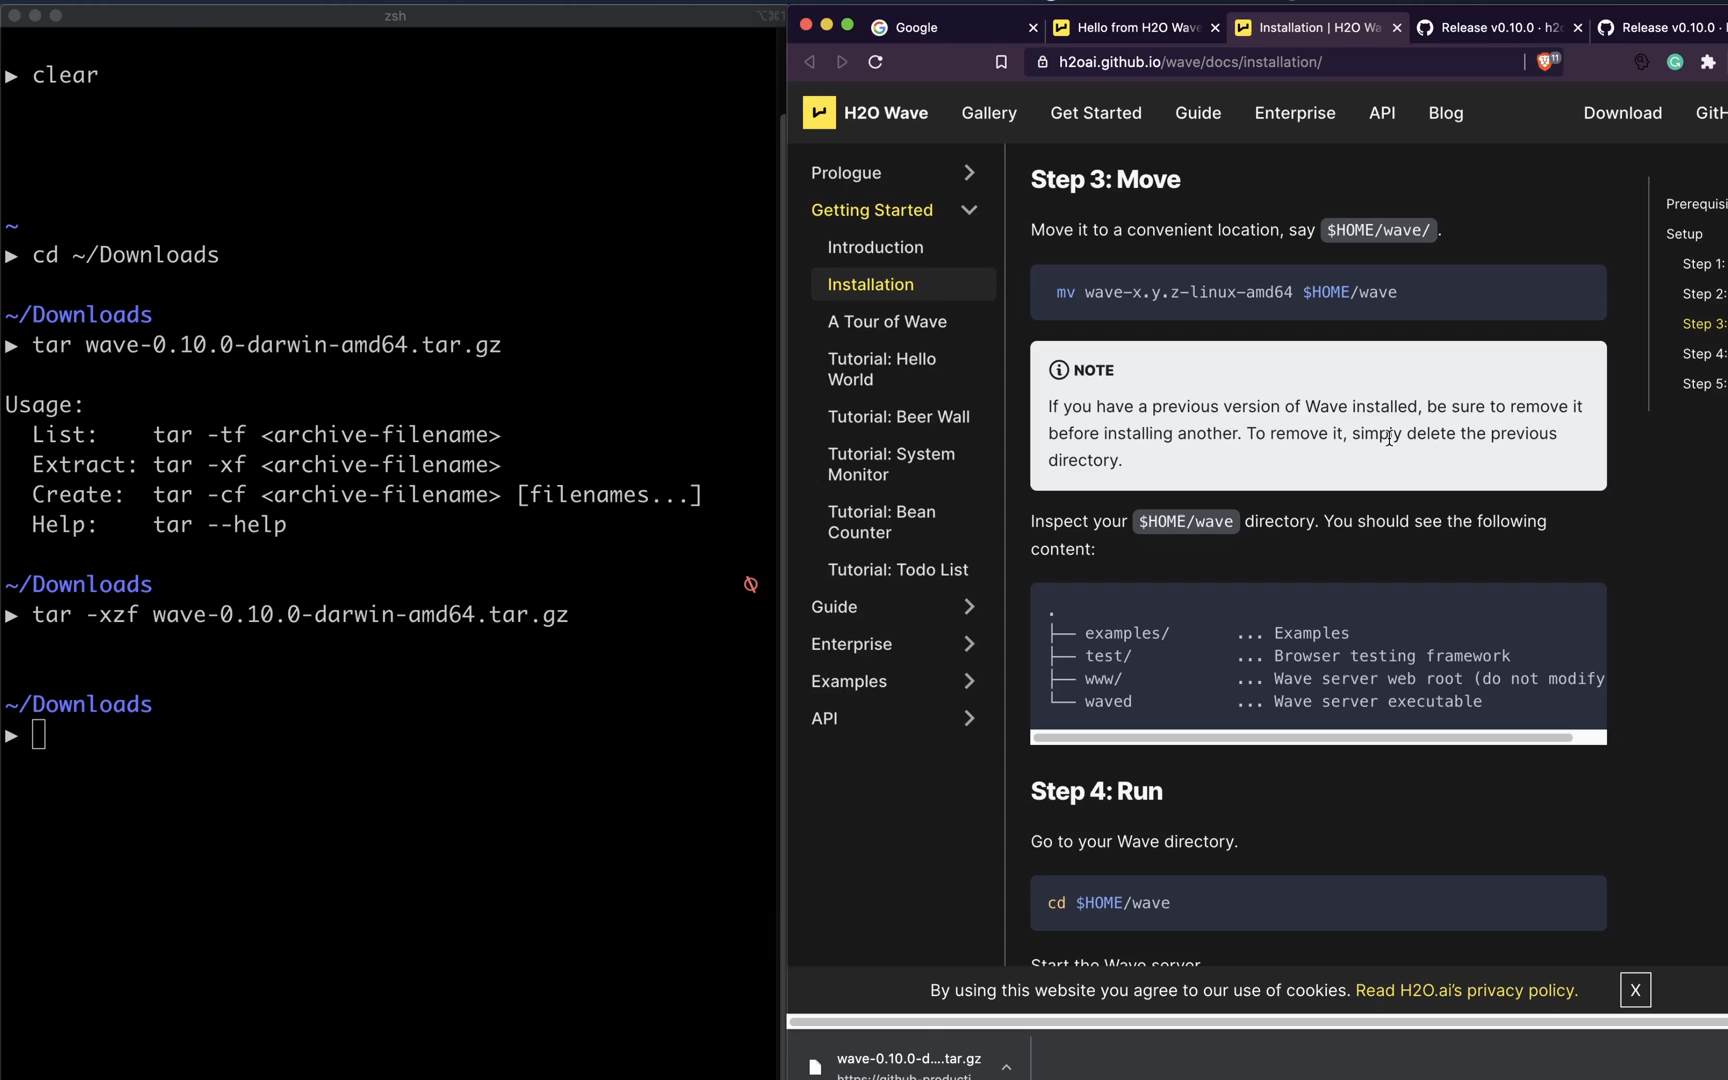 zsh
⌥⌘1
▶ clear
~
▶ cd ~/Downloads
~/Downloads
▶ tar wave-0.10.0-darwin-amd64.tar.gz
Usage:
List: tar -tf <archive-filename>
Extract: tar -xf <archive-filename>
Create: tar -cf <archive-filename> [filenames...]
Help: tar --help
~/Downloads
▶ tar -xzf wave-0.10.0-darwin-amd64.tar.gz
~/Downloads
▶
Google
Hello from H2O Wave
Installation | H2O Wa
Release v0.10.0 · h2o
Release v0.10.0 ·
h2oai.github.io/wave/docs/installation/
11
H2O Wave
Gallery
Get Started
Guide
Enterprise
API
Blog
Download
GitH
Prologue
Getting Started
Introduction
Installation
A Tour of Wave
Tutorial: Hello
World
Tutorial: Beer Wall
Tutorial: System
Monitor
Tutorial: Bean
Counter
Tutorial: Todo List
Guide
Enterprise
Examples
API
Step 3: Move
Move it to a convenient location, say $HOME/wave/ .
mv wave-x.y.z-linux-amd64 $HOME/wave
NOTE
If you have a previous version of Wave installed, be sure to remove it
before installing another. To remove it, simply delete the previous
directory.
Inspect your $HOME/wave directory. You should see the following
content:
.
├── examples/ ... Examples
├── test/ ... Browser testing framework
├── www/ ... Wave server web root (do not modify
└── waved ... Wave server executable
Step 4: Run
Go to your Wave directory.
cd $HOME/wave
Start the Wave server
Prerequisi
Setup
Step 1:
Step 2:
Step 3:
Step 4:
Step 5:
By using this website you agree to our use of cookies. Read H2O.ai's privacy policy.
X
wave-0.10.0-d....tar.gz
https://github-producti